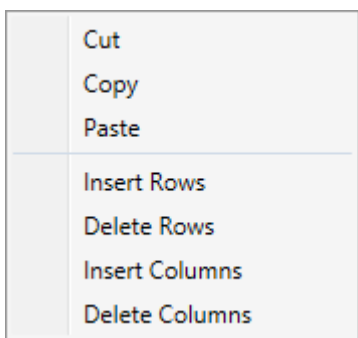 Cut
Copy
Paste
Insert Rows
Delete Rows
Insert Columns
Delete Columns